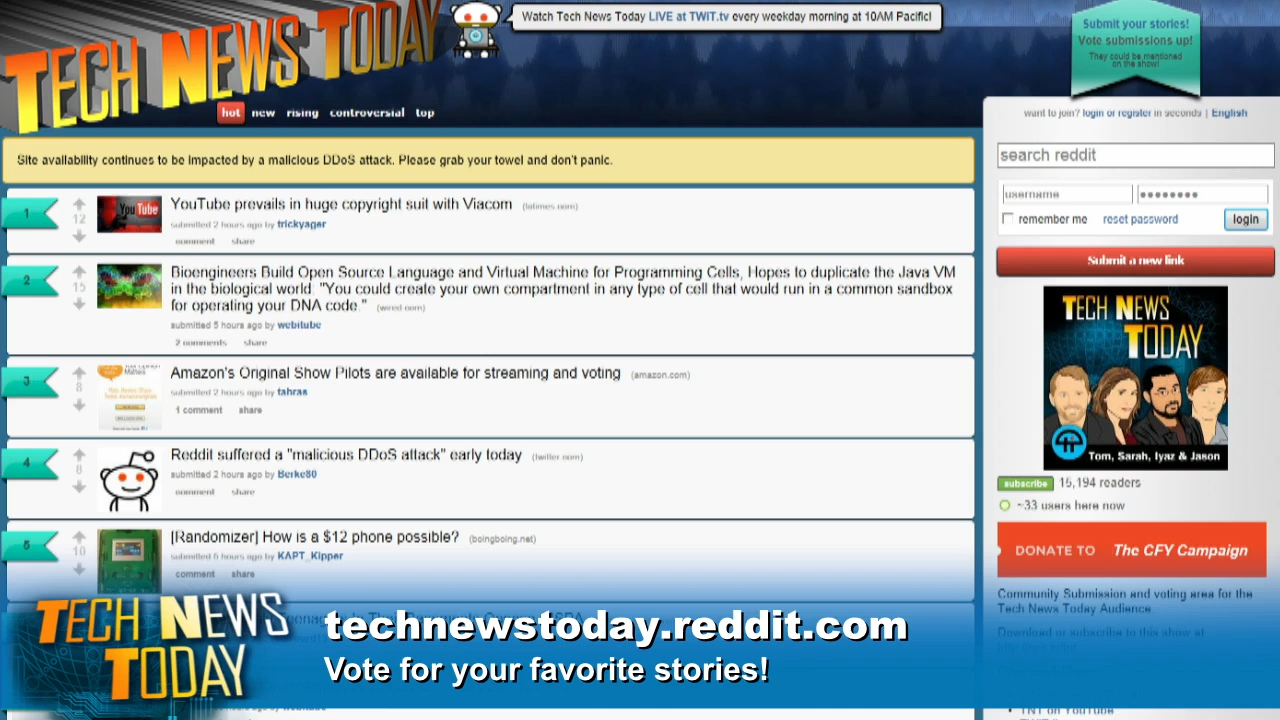 TECH NEWS TODAY
Watch Tech News Today LIVE at TWiT.tv every weekday morning at 10AM Pacific!
Submit your stories!
Vote submissions up!
They could be mentioned
on the show!
hot new rising controversial top
want to join? login or register in seconds | English
Site availability continues to be impacted by a malicious DDoS attack. Please grab your towel and don't panic.
search reddit
username
remember me reset password login
Submit a new link
1
12
YouTube
YouTube prevails in huge copyright suit with Viacom (latimes.com)
submitted 2 hours ago by trickyager
comment share
2
15
Bioengineers Build Open Source Language and Virtual Machine for Programming Cells, Hopes to duplicate the Java VM
in the biological world. "You could create your own compartment in any type of cell that would run in a common sandbox
for operating your DNA code." (wired.com)
submitted 5 hours ago by webitube
2 comments share
3
8
Amazon's Original Show Pilots are available for streaming and voting (amazon.com)
submitted 2 hours ago by tahras
1 comment share
4
8
Reddit suffered a "malicious DDoS attack" early today (twitter.com)
submitted 2 hours ago by Berke80
comment share
5
10
[Randomizer] How is a $12 phone possible? (boingboing.net)
submitted 6 hours ago by KAPT_Kipper
comment share
TECH NEWS
TODAY
Tom, Sarah, Iyaz & Jason
subscribe 15,194 readers
~33 users here now
DONATE TO The CFY Campaign
Community Submission and voting area for the
Tech News Today Audience.
Download or subscribe to this show at
TNT on YouTube
TECH NEWS
TODAY
technewstoday.reddit.com
Vote for your favorite stories!